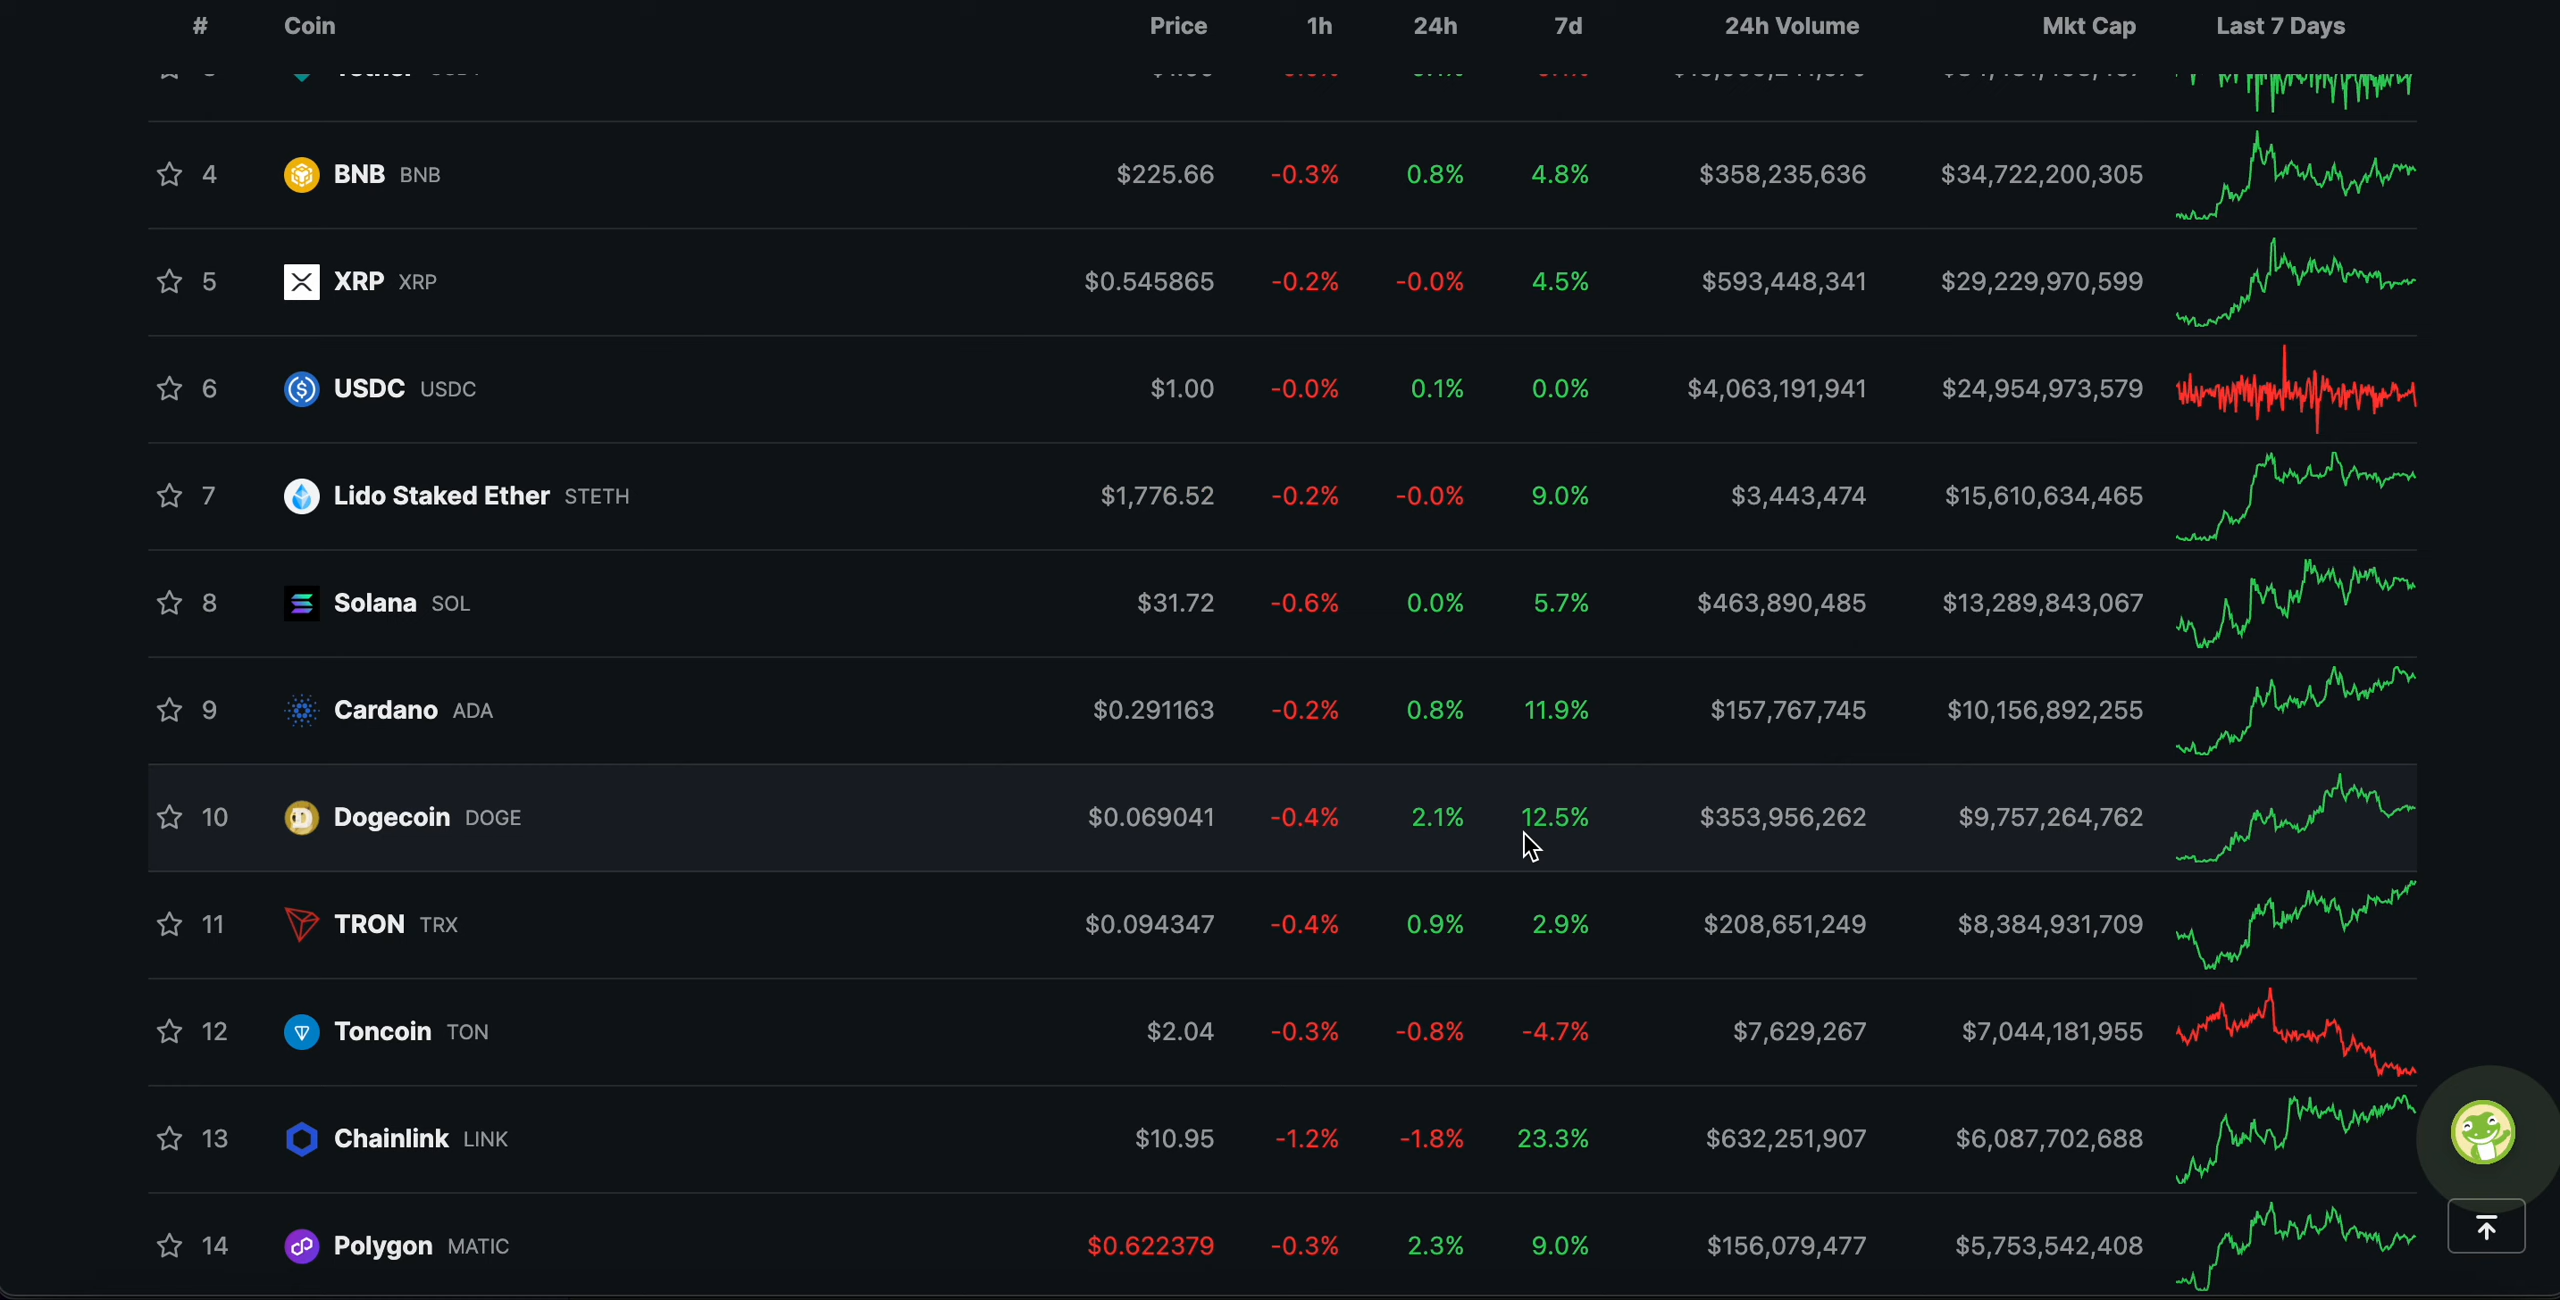 # Coin Price 1h 24h 7d 24h Volume Mkt Cap Last 7 Days
4 BNB BNB $225.66 -0.3% 0.8% 4.8% $358,235,636 $34,722,200,305
5 XRP XRP $0.545865 -0.2% -0.0% 4.5% $593,448,341 $29,229,970,599
6 USDC USDC $1.00 -0.0% 0.1% 0.0% $4,063,191,941 $24,954,973,579
7 Lido Staked Ether STETH $1,776.52 -0.2% -0.0% 9.0% $3,443,474 $15,610,634,465
8 Solana SOL $31.72 -0.6% 0.0% 5.7% $463,890,485 $13,289,843,067
9 Cardano ADA $0.291163 -0.2% 0.8% 11.9% $157,767,745 $10,156,892,255
10 Dogecoin DOGE $0.069041 -0.4% 2.1% 12.5% $353,956,262 $9,757,264,762
11 TRON TRX $0.094347 -0.4% 0.9% 2.9% $208,651,249 $8,384,931,709
12 Toncoin TON $2.04 -0.3% -0.8% -4.7% $7,629,267 $7,044,181,955
13 Chainlink LINK $10.95 -1.2% -1.8% 23.3% $632,251,907 $6,087,702,688
14 Polygon MATIC $0.622379 -0.3% 2.3% 9.0% $156,079,477 $5,753,542,408